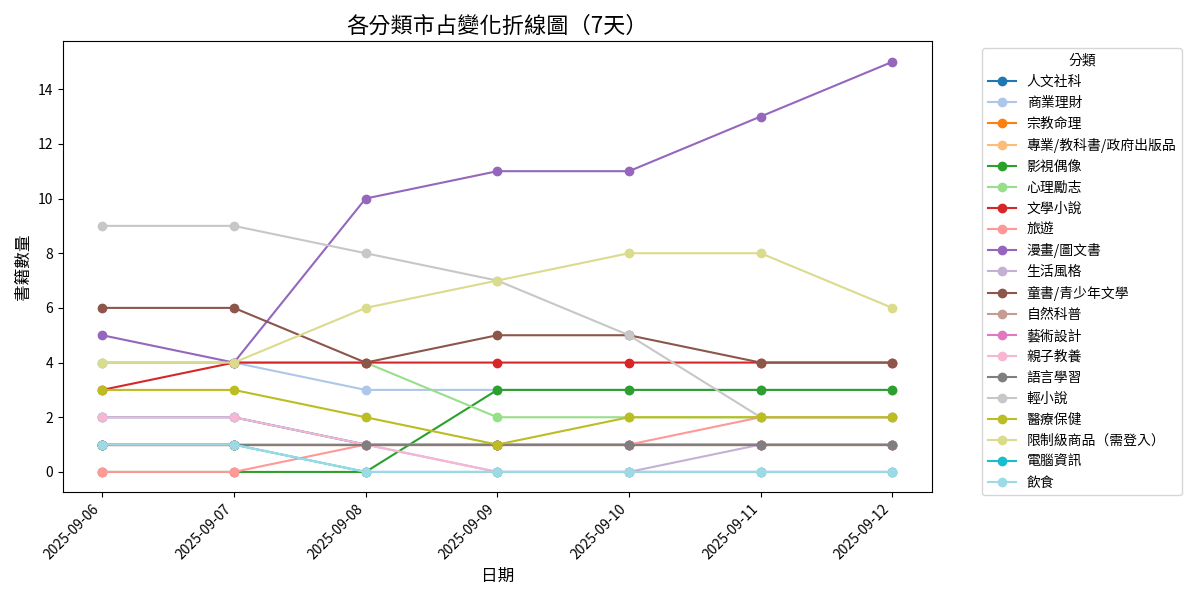 各分類市占變化折線圖（7天）
書籍數量
14
12
10
8
6
4
2
0
2025-09-06
2025-09-07
2025-09-08
2025-09-09
2025-09-10
2025-09-11
2025-09-12
日期
分類
人文社科
商業理財
宗教命理
專業/教科書/政府出版品
影視偶像
心理勵志
文學小說
旅遊
漫畫/圖文書
生活風格
童書/青少年文學
自然科普
藝術設計
親子教養
語言學習
輕小說
醫療保健
限制級商品（需登入）
電腦資訊
飲食